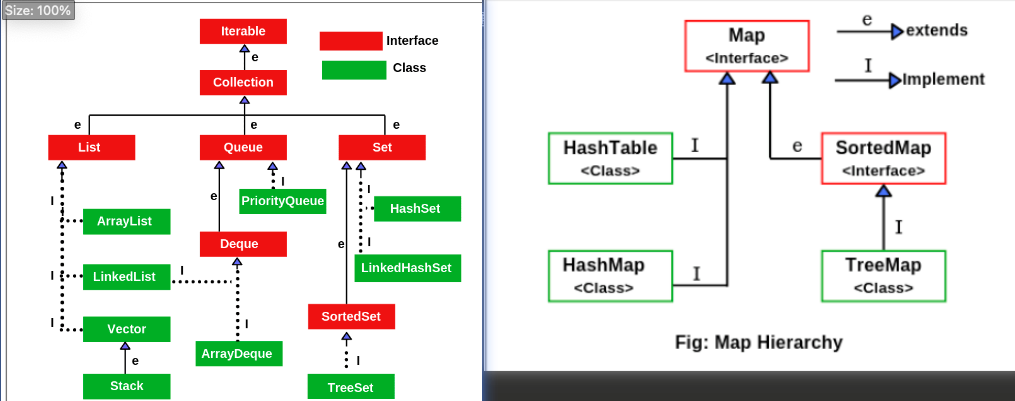 Size: 100%
Iterable
Interface
e
Class
Collection
e
e
e
List
Queue
Set
I
I
PriorityQueue
I
e
ArrayList
HashSet
Deque
e
I
I
LinkedList
I
LinkedHashSet
I
Vector
I
SortedSet
e
ArrayDeque
I
Stack
TreeSet
Map
<Interface>
e
extends
I
Implement
HashTable
<Class>
I
e
SortedMap
<Interface>
I
HashMap
<Class>
I
TreeMap
<Class>
Fig: Map Hierarchy